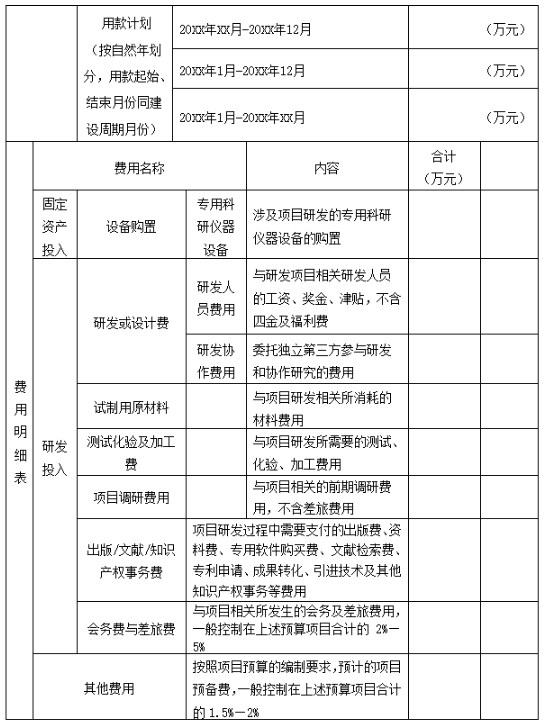 用款计划
（按自然年划
分，用款起始、
结束月份同建
设周期月份）
20XX年XX月—20XX年12月
（万元）
20XX年1月—20XX年12月
（万元）
20XX年1月—20XX年XX月
（万元）
费用明细表
费用名称
内容
合计
（万元）
固定
资产
投入
设备购置
专用科
研仪器
设备
涉及项目研发的专用科研
仪器设备的购置
研发
投入
研发或设计费
研发人
员费用
与研发项目相关研发人员
的工资、奖金、津贴，不含
四金及福利费
研发协
作费用
委托独立第三方参与研发
和协作研究的费用
试制用原材料
与项目研发相关所消耗的
材料费用
测试化验及加工
费
与项目研发所需要的测试、
化验、加工费用
项目调研费用
与项目相关的前期调研费
用，不含差旅费用
出版/文献/知识
产权事务费
项目研发过程中需要支付的出版费、资
料费、专用软件购买费、文献检索费、
专利申请、成果转化、引进技术及其他
知识产权事务等费用
会务费与差旅费
与项目相关所发生的会务及差旅费用，
一般控制在上述预算项目合计的 2%—
5%
其他费用
按照项目预算的编制要求，预计的项目
预备费，一般控制在上述预算项目合计
的1.5%—2%